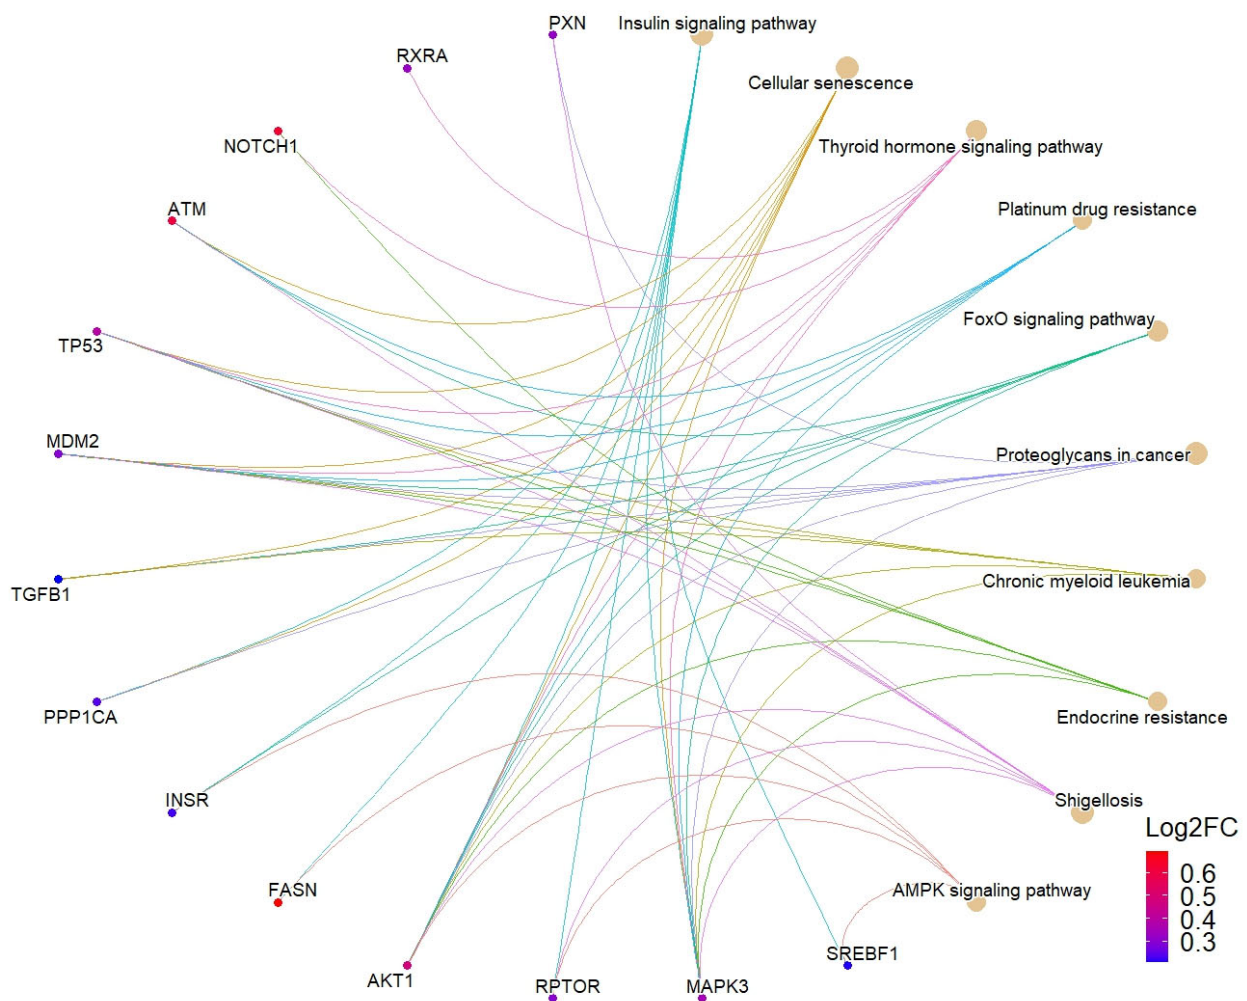 PXN
Insulin signaling pathway
RXRA
Cellular senescence
NOTCH1
Thyroid hormone signaling pathway
ATM
Platinum drug resistance
TP53
FoxO signaling pathway
MDM2
Proteoglycans in cancer
TGFB1
Chronic myeloid leukemia
PPP1CA
Endocrine resistance
INSR
Shigellosis
FASN
AMPK signaling pathway
AKT1
RPTOR
MAPK3
SREBF1
Log2FC
0.6
0.5
0.4
0.3